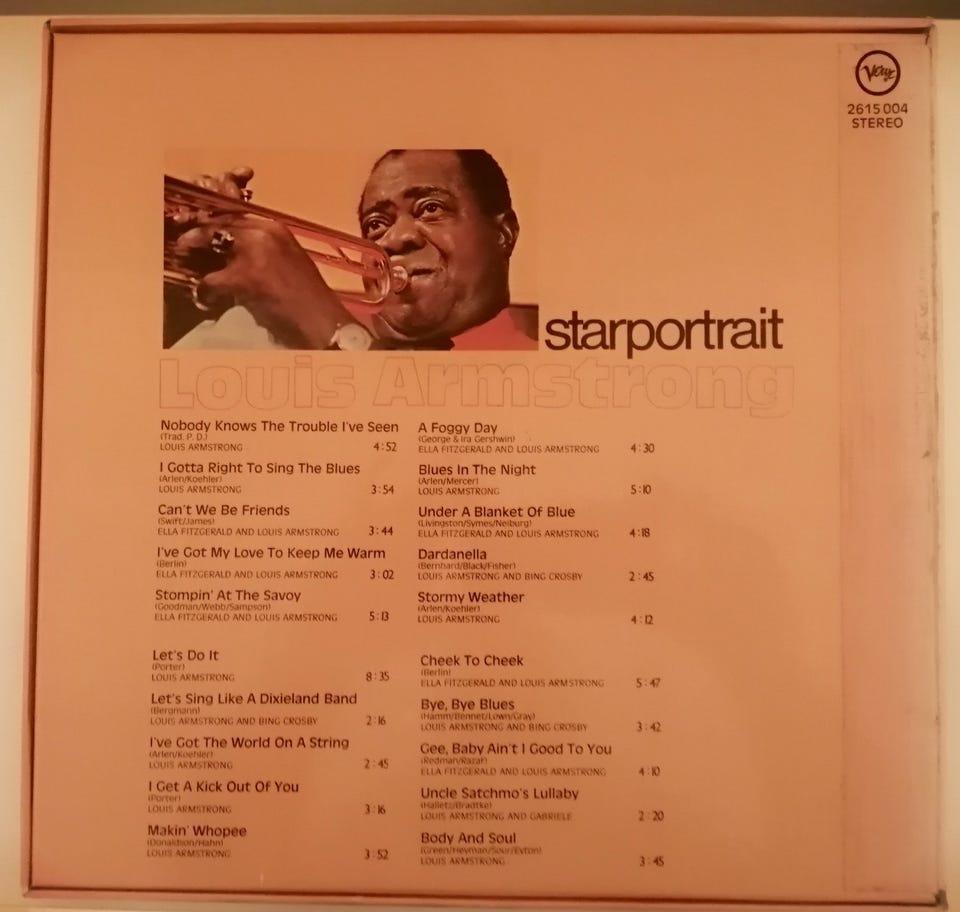 Verve
2615 004
STEREO
starportrait
Louis Armstrong
Nobody Knows The Trouble I've Seen
(Trad. P. D.)
LOUIS ARMSTRONG 4:52
I Gotta Right To Sing The Blues
(Arlen/Koehler)
LOUIS ARMSTRONG 3:54
Can't We Be Friends
(Swift/James)
ELLA FITZGERALD AND LOUIS ARMSTRONG 3:44
I've Got My Love To Keep Me Warm
(Berlin)
ELLA FITZGERALD AND LOUIS ARMSTRONG 3:02
Stompin' At The Savoy
(Goodman/Webb/Sampson)
ELLA FITZGERALD AND LOUIS ARMSTRONG 5:13
Let's Do It
(Porter)
LOUIS ARMSTRONG 8:35
Let's Sing Like A Dixieland Band
(Bergmann)
LOUIS ARMSTRONG AND BING CROSBY 2:16
I've Got The World On A String
(Arlen/Koehler)
LOUIS ARMSTRONG 2:45
I Get A Kick Out Of You
(Porter)
LOUIS ARMSTRONG 3:16
Makin' Whopee
(Donaldson/Hahn)
LOUIS ARMSTRONG 3:52
A Foggy Day
(George & Ira Gershwin)
ELLA FITZGERALD AND LOUIS ARMSTRONG 4:30
Blues In The Night
(Arlen/Mercer)
LOUIS ARMSTRONG 5:10
Under A Blanket Of Blue
(Livingston/Symes/Neiburg)
ELLA FITZGERALD AND LOUIS ARMSTRONG 4:18
Dardanella
(Bernhard/Black/Fisher)
LOUIS ARMSTRONG AND BING CROSBY 2:45
Stormy Weather
(Arlen/Koehler)
LOUIS ARMSTRONG 4:12
Cheek To Cheek
(Berlin)
ELLA FITZGERALD AND LOUIS ARMSTRONG 5:47
Bye, Bye Blues
(Hamm/Bennet/Lown/Gray)
LOUIS ARMSTRONG AND BING CROSBY 3:42
Gee, Baby Ain't I Good To You
(Redman/Razaf)
ELLA FITZGERALD AND LOUIS ARMSTRONG 4:10
Uncle Satchmo's Lullaby
(Halletz/Bradtke)
LOUIS ARMSTRONG AND GABRIELE 2:20
Body And Soul
(Green/Heyman/Sour/Eyton)
LOUIS ARMSTRONG 3:45